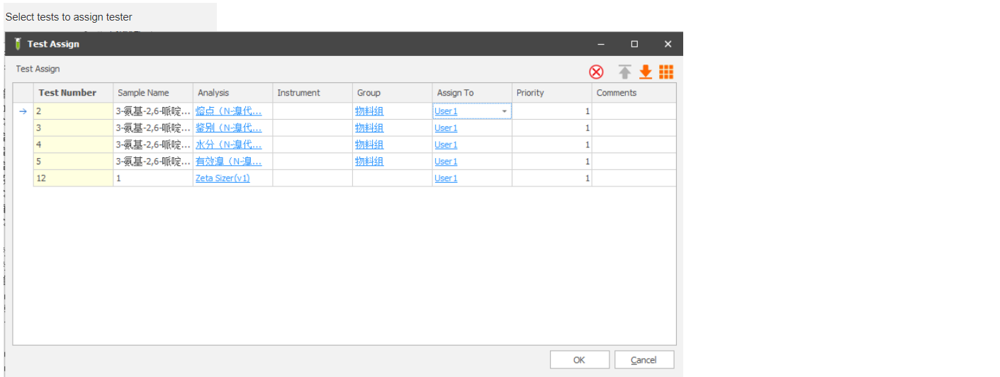 Select tests to assign tester
Test Assign
Test Assign
Test Number Sample Name Analysis Instrument Group Assign To Priority Comments
2 3-氨基-2,6-哌啶... 熔点（N-溴代... 物料组 User1 1
3 3-氨基-2,6-哌啶... 鉴别（N-溴代... 物料组 User1 1
4 3-氨基-2,6-哌啶... 水分（N-溴代... 物料组 User1 1
5 3-氨基-2,6-哌啶... 有效溴（N-溴... 物料组 User1 1
12 1 Zeta Sizer(v1) User1 1
OK Cancel